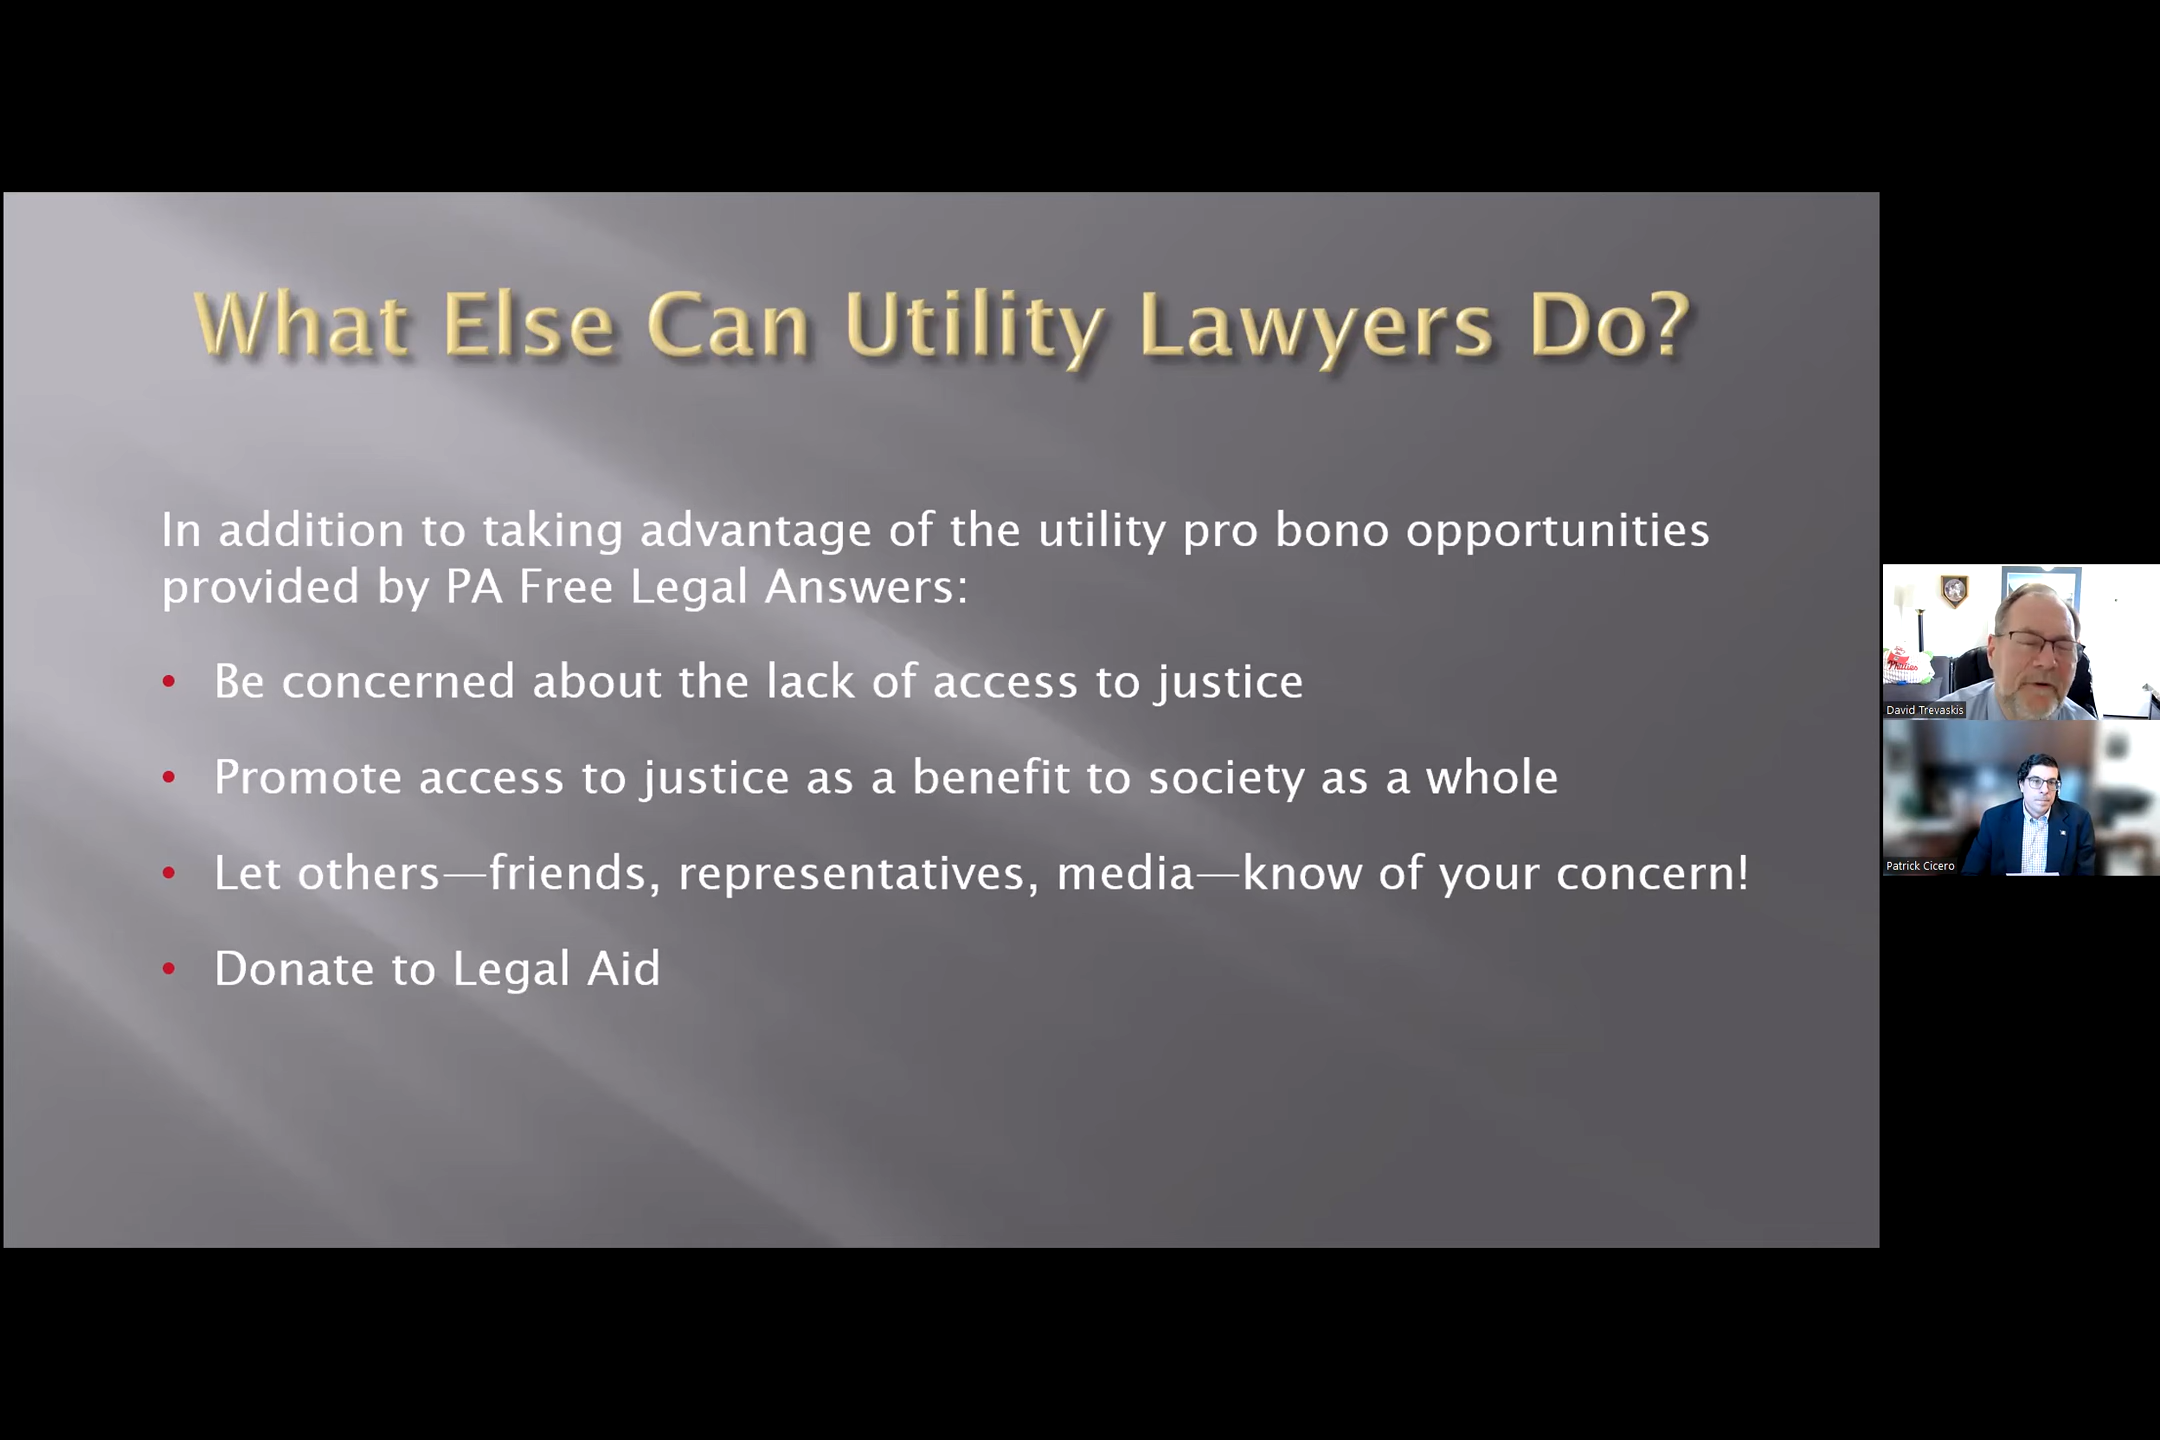 What Else Can Utility Lawyers Do?
In addition to taking advantage of the utility pro bono opportunities
provided by PA Free Legal Answers:
• Be concerned about the lack of access to justice
• Promote access to justice as a benefit to society as a whole
• Let others—friends, representatives, media—know of your concern!
• Donate to Legal Aid
Phillies
David Trevaskis
Patrick Cicero